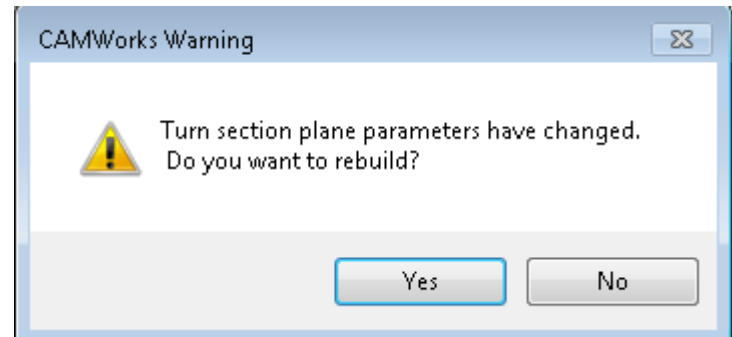 CAMWorks Warning
Turn section plane parameters have changed.
Do you want to rebuild?
Yes
No